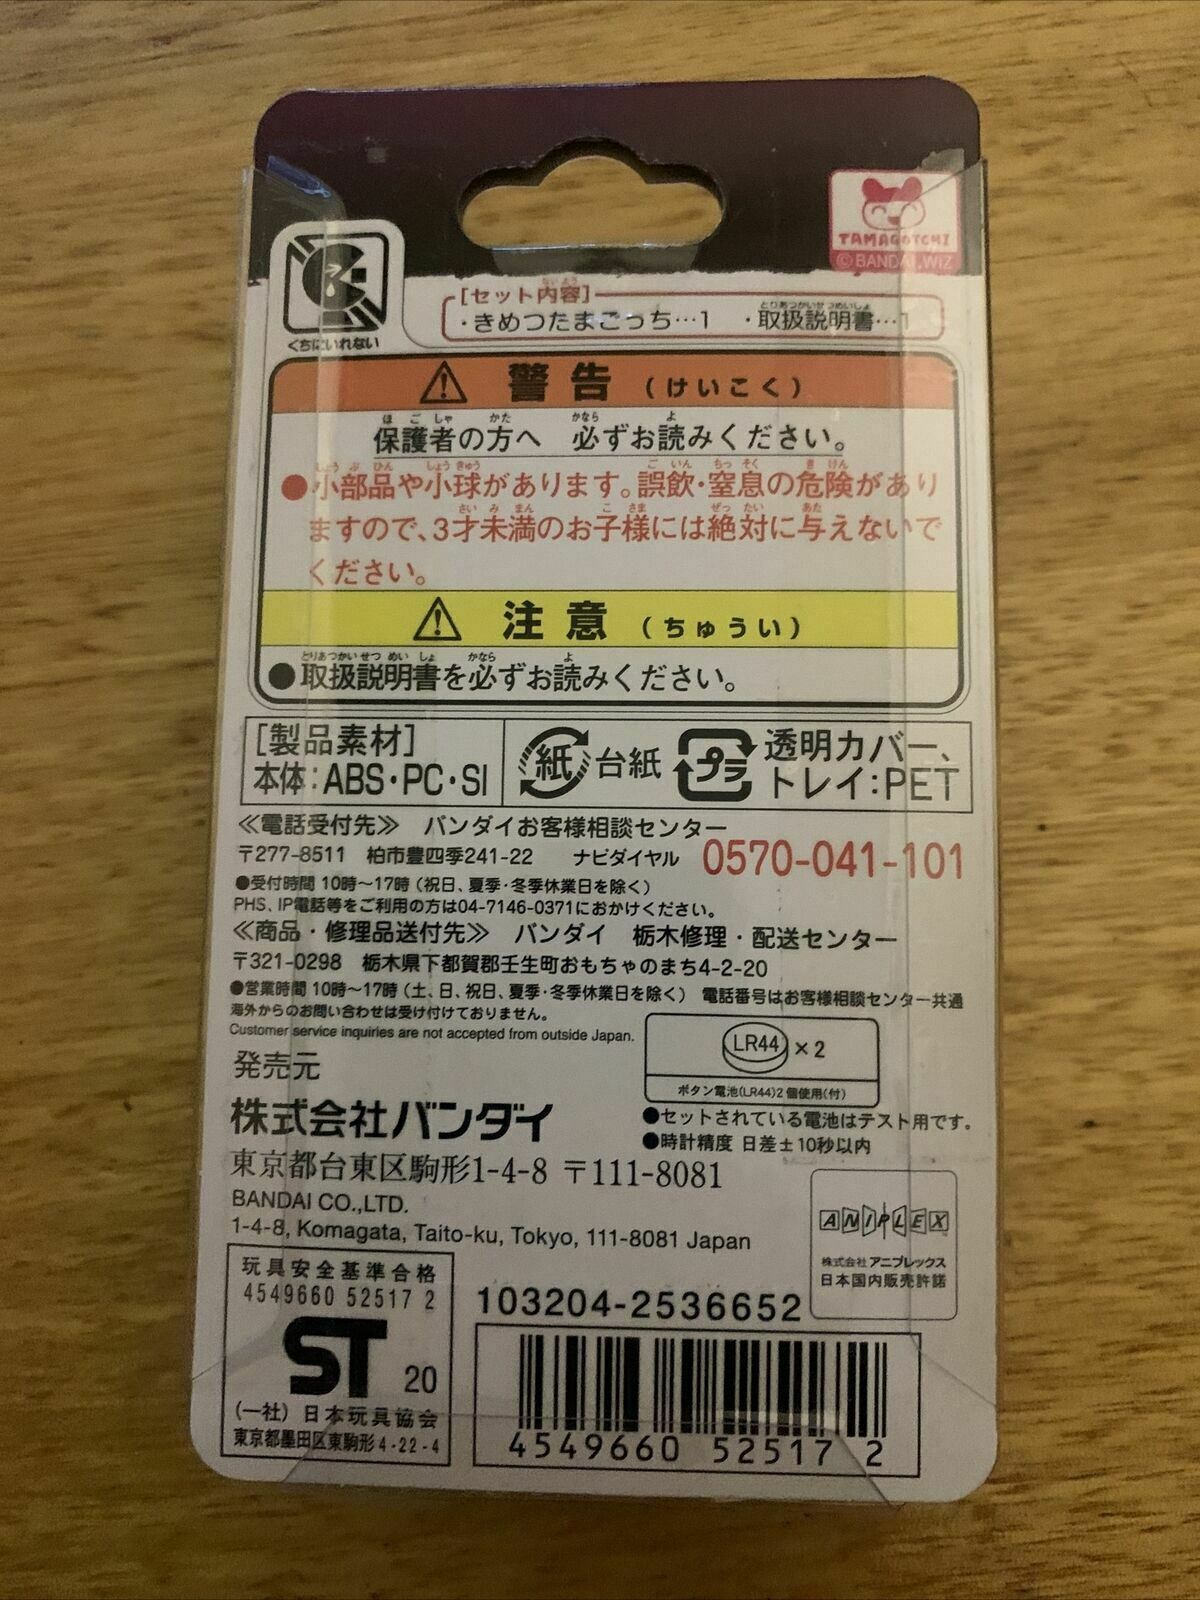 TAMAGOTCHI
©BANDAI,WiZ
くちにいれない
[セット内容]
・きめつたまごっち…1 ・取扱説明書…1
⚠ 警告 (けいこく)
保護者の方へ 必ずお読みください。
●小部品や小球があります。誤飲・窒息の危険があり
ますので、3才未満のお子様には絶対に与えないで
ください。
⚠ 注意 (ちゅうい)
●取扱説明書を必ずお読みください。
[製品素材]
本体:ABS・PC・SI
紙 台紙
プラ 透明カバー、
トレイ:PET
≪電話受付先≫ バンダイお客様相談センター
〒277-8511 柏市豊四季241-22 ナビダイヤル 0570-041-101
●受付時間 10時〜17時(祝日、夏季・冬季休業日を除く)
PHS、IP電話等をご利用の方は04-7146-0371におかけください。
≪商品・修理品送付先≫ バンダイ 栃木修理・配送センター
〒321-0298 栃木県下都賀郡壬生町おもちゃのまち4-2-20
●営業時間 10時〜17時(土、日、祝日、夏季・冬季休業日を除く) 電話番号はお客様相談センター共通
海外からのお問い合わせは受け付けておりません。
Customer service inquiries are not accepted from outside Japan.
LR44 ×2
ボタン電池(LR44)2個使用(付)
●セットされている電池はテスト用です。
●時計精度 日差±10秒以内
発売元
株式会社バンダイ
東京都台東区駒形1-4-8 〒111-8081
BANDAI CO.,LTD.
1-4-8, Komagata, Taito-ku, Tokyo, 111-8081 Japan
ANIPLEX
株式会社 アニプレックス
日本国内販売許諾
玩具安全基準合格
4549660 52517 2
ST 20
(一社) 日本玩具協会
東京都墨田区東駒形4-22-4
103204-2536652
4549660 52517 2